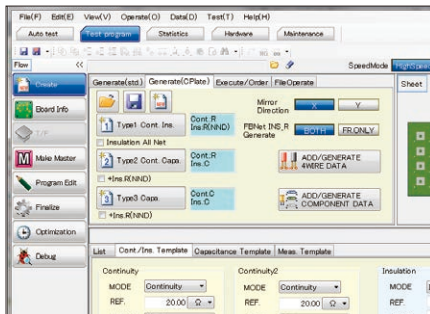 File(F) Edit(E) View(V) Operate(O) Data(D) Test(T) Help(H)
Auto test Test program Statistics Hardware Maintenance
Flow SpeedMode
Create
Board Info
Make Master
Program Edit
Finalize
Optimization
Debug
Generate(std.) Generate(CPlate) Execute/Order FileOperate Sheet
NEW
Mirror
Direction X Y
Type1 Cont. Ins. Cont.R
Ins.R(NND)
Insulation All Net
FBNet INS_R
Generate BOTH FR.ONLY
Type2 Cont. Capa. Cont.R
Ins.C
+Ins.R(NND)
ADD/GENERATE
4WIRE DATA
Type3 Capa. Cont.C
Ins.C
+Ins.R(NND)
ADD/GENERATE
COMPONENT DATA
List Cont./Ins. Template Capacitance Template Meas. Template
Continuity Continuity2 Insulation
MODE Continuity MODE Continuity MODE
REF. 20.00 Ω REF. 20.00 Ω REF.